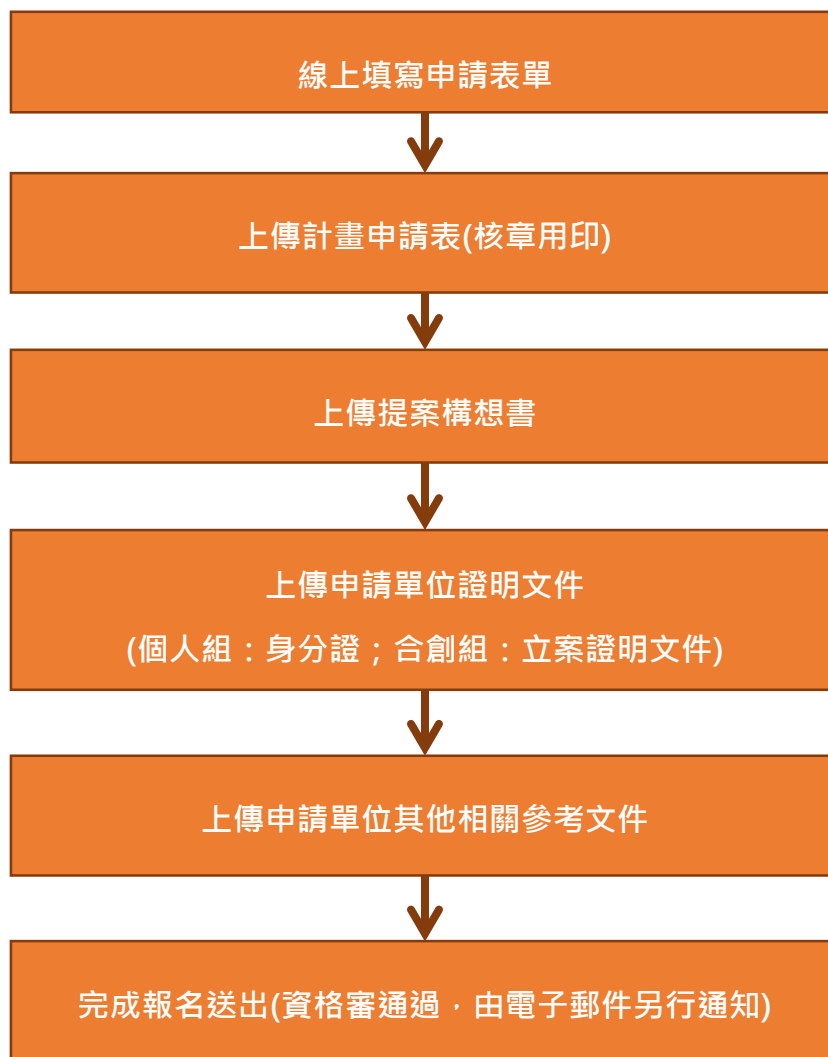 線上填寫申請表單
上傳計畫申請表(核章用印)
上傳提案構想書
上傳申請單位證明文件
(個人組：身分證；合創組：立案證明文件)
上傳申請單位其他相關參考文件
完成報名送出(資格審通過，由電子郵件另行通知)